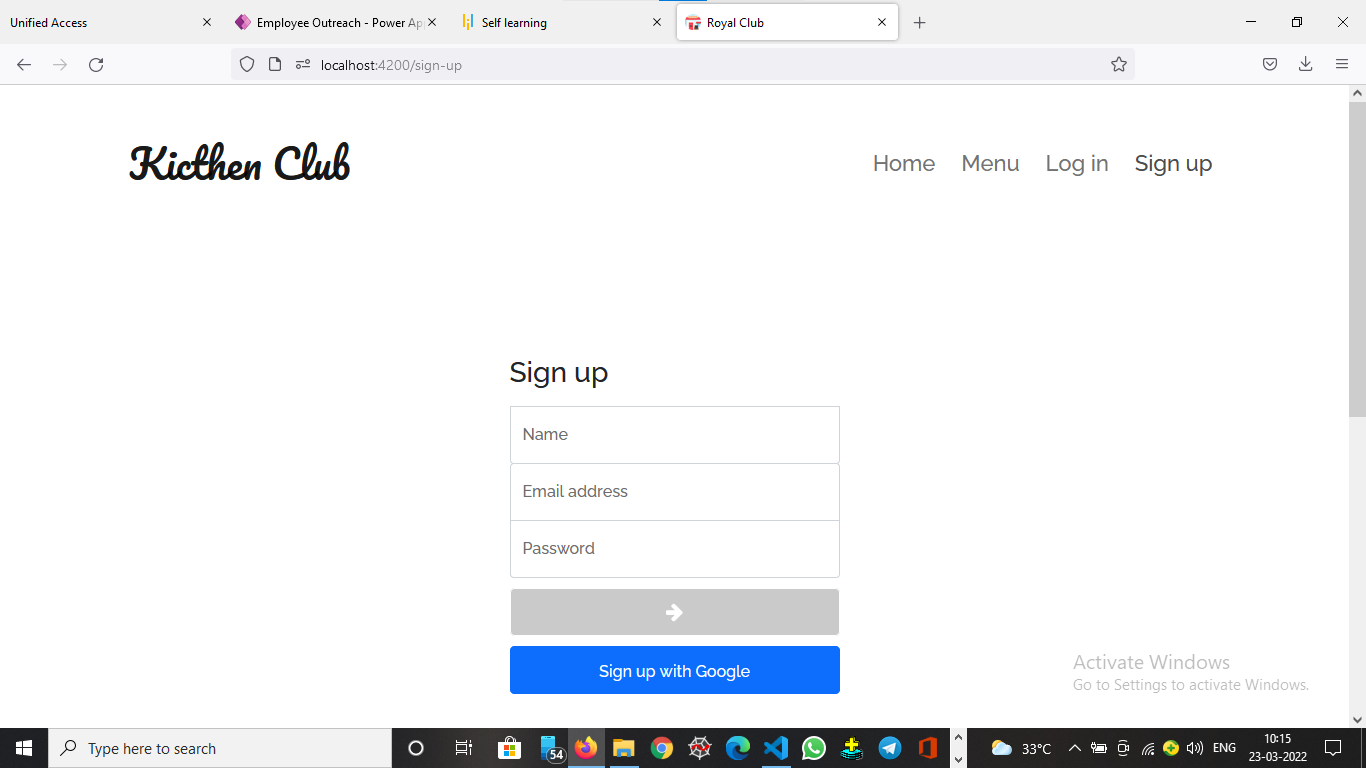 Unified Access
Employee Outreach - Power Ap
Self learning
Royal Club
localhost:4200/sign-up
Kicthen Club
Home Menu Log in Sign up
Sign up
Name
Email address
Password
Sign up with Google
Activate Windows
Go to Settings to activate Windows.
Type here to search
54
33°C
ENG
10:15
23-03-2022